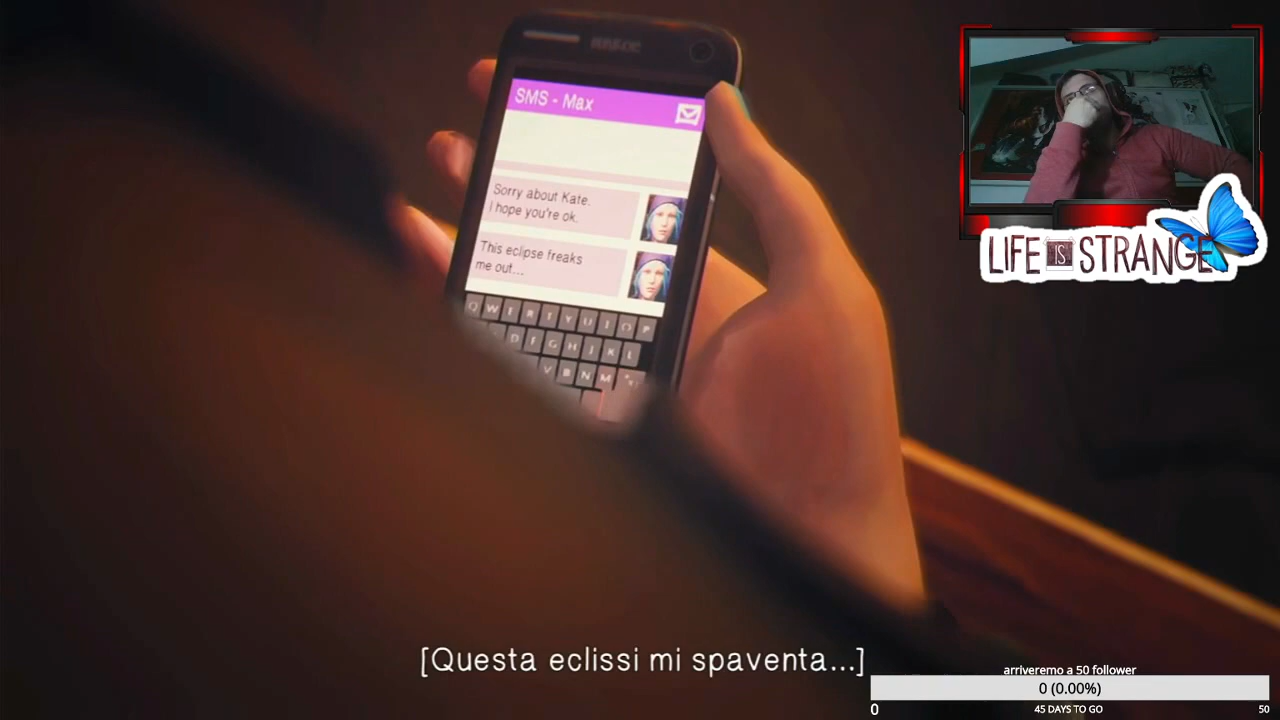 SMS - Max
Sorry about Kate.
I hope you're ok.
This eclipse freaks
me out...
Q W E R T Y U I O P
D F G H J K L
V B N M
LIFE IS STRANGE
[Questa eclissi mi spaventa...]
arriveremo a 50 follower
0 (0.00%)
0 45 DAYS TO GO 50